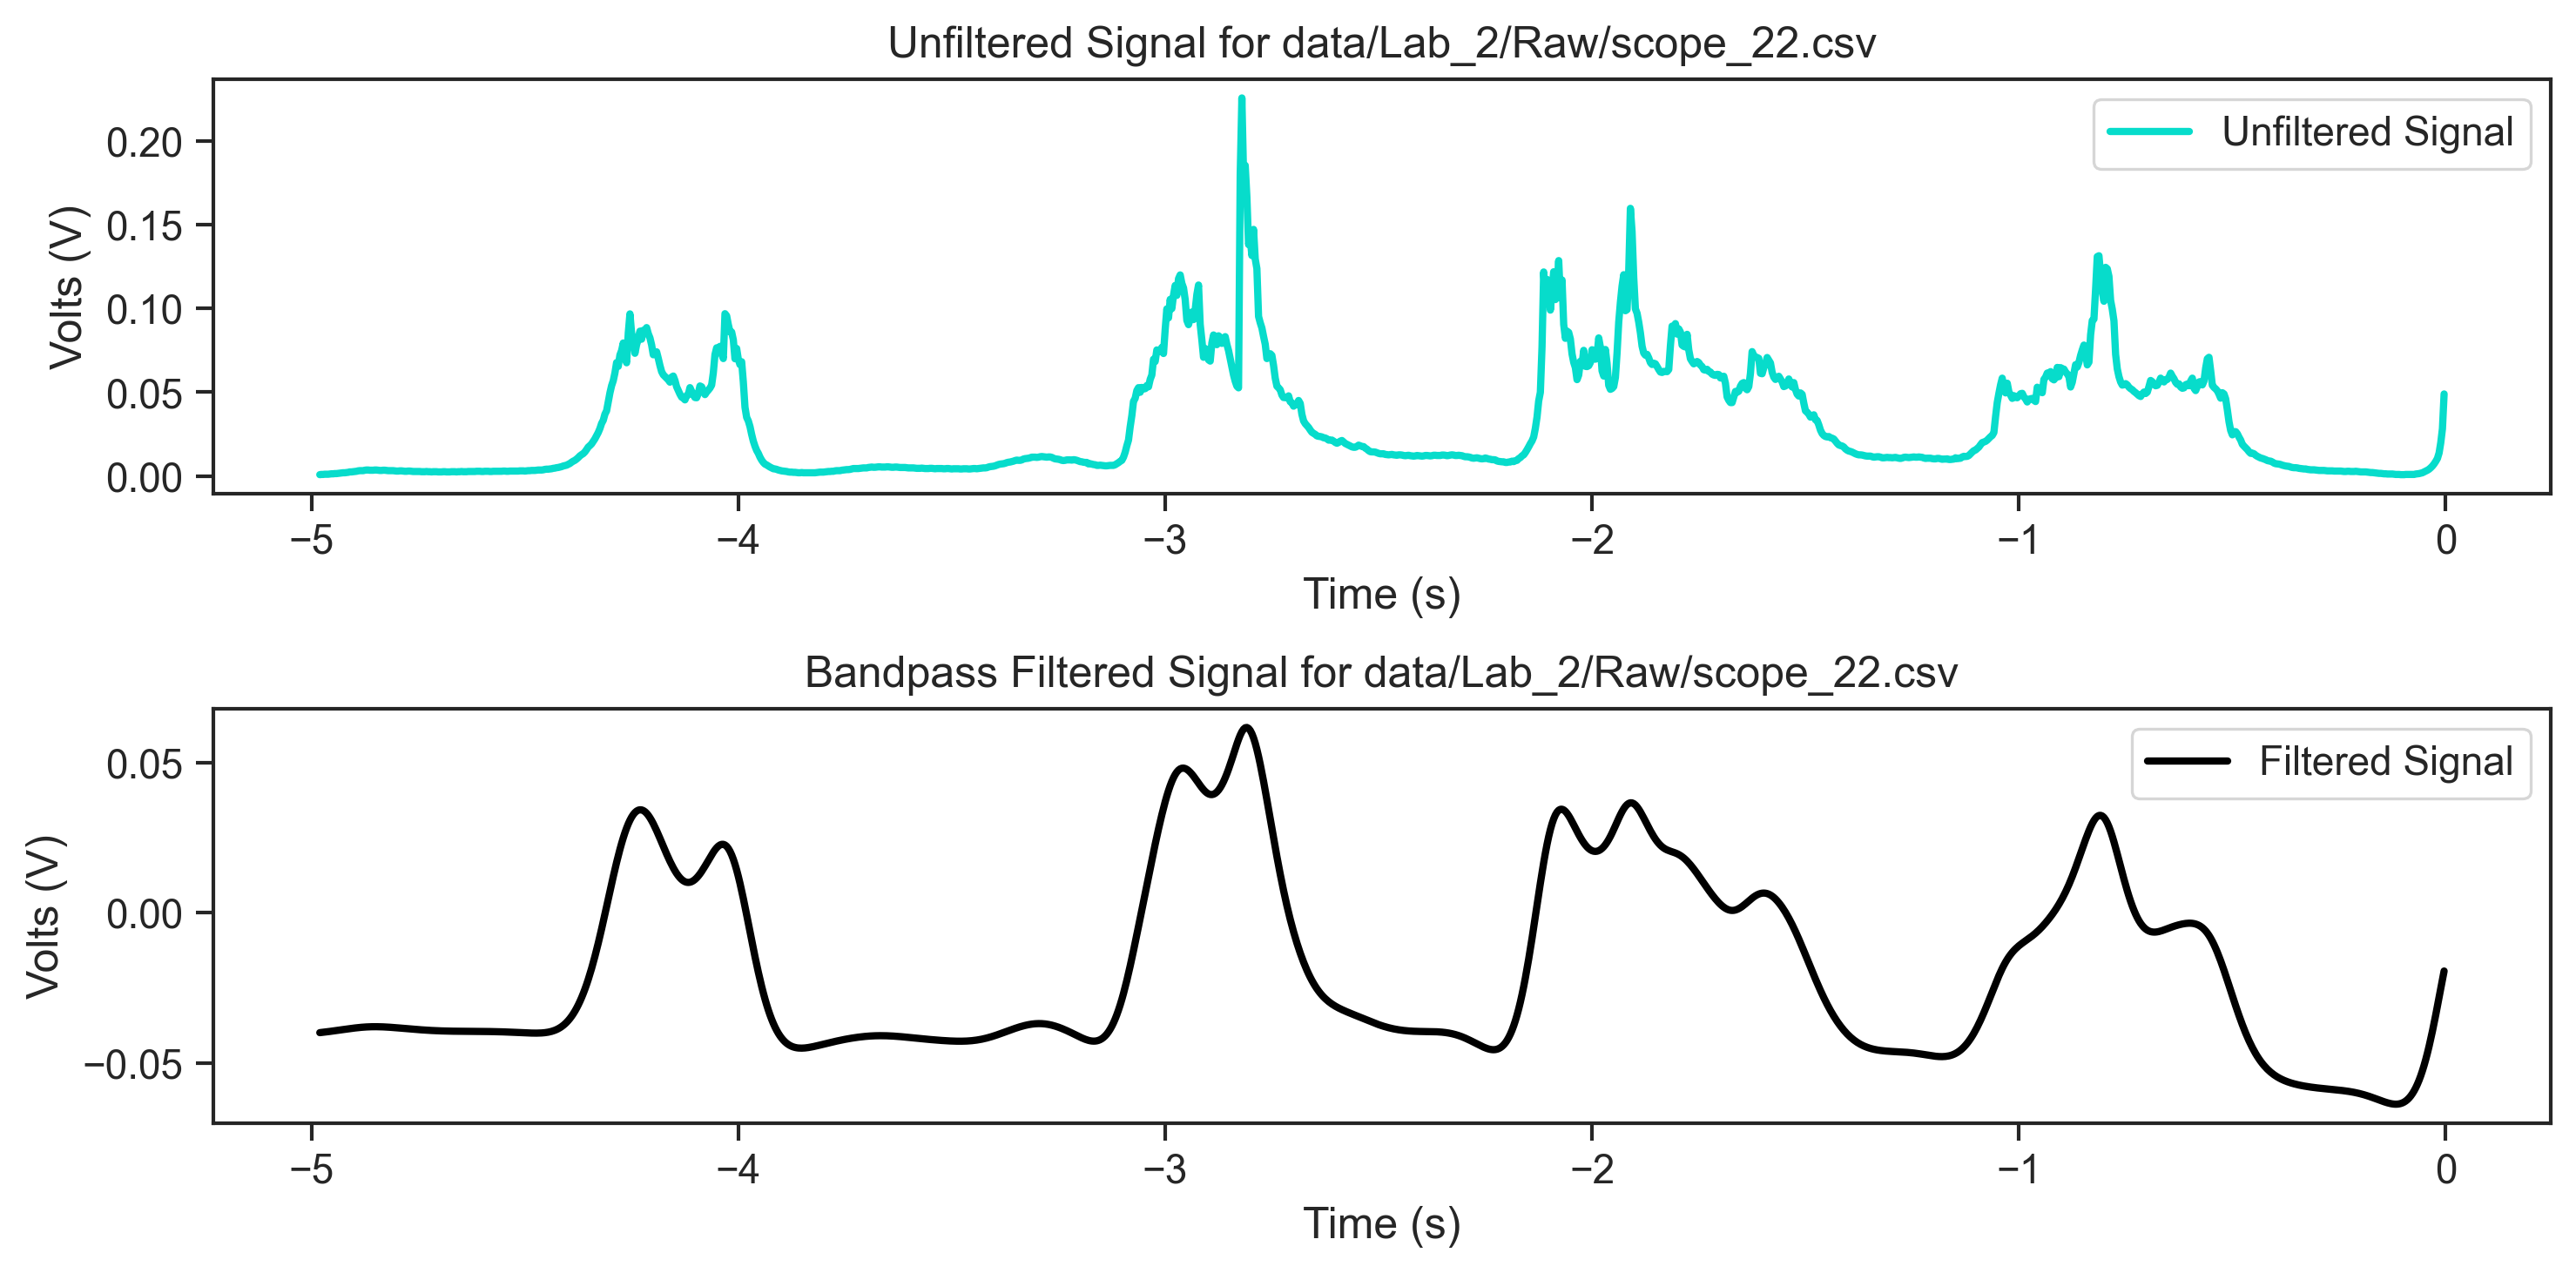 Unfiltered Signal for data/Lab_2/Raw/scope_22.csv
Unfiltered Signal
Volts (V)
0.20
0.15
0.10
0.05
0.00
−5 −4 −3 −2 −1 0
Time (s)
Bandpass Filtered Signal for data/Lab_2/Raw/scope_22.csv
Filtered Signal
Volts (V)
0.05
0.00
−0.05
−5 −4 −3 −2 −1 0
Time (s)